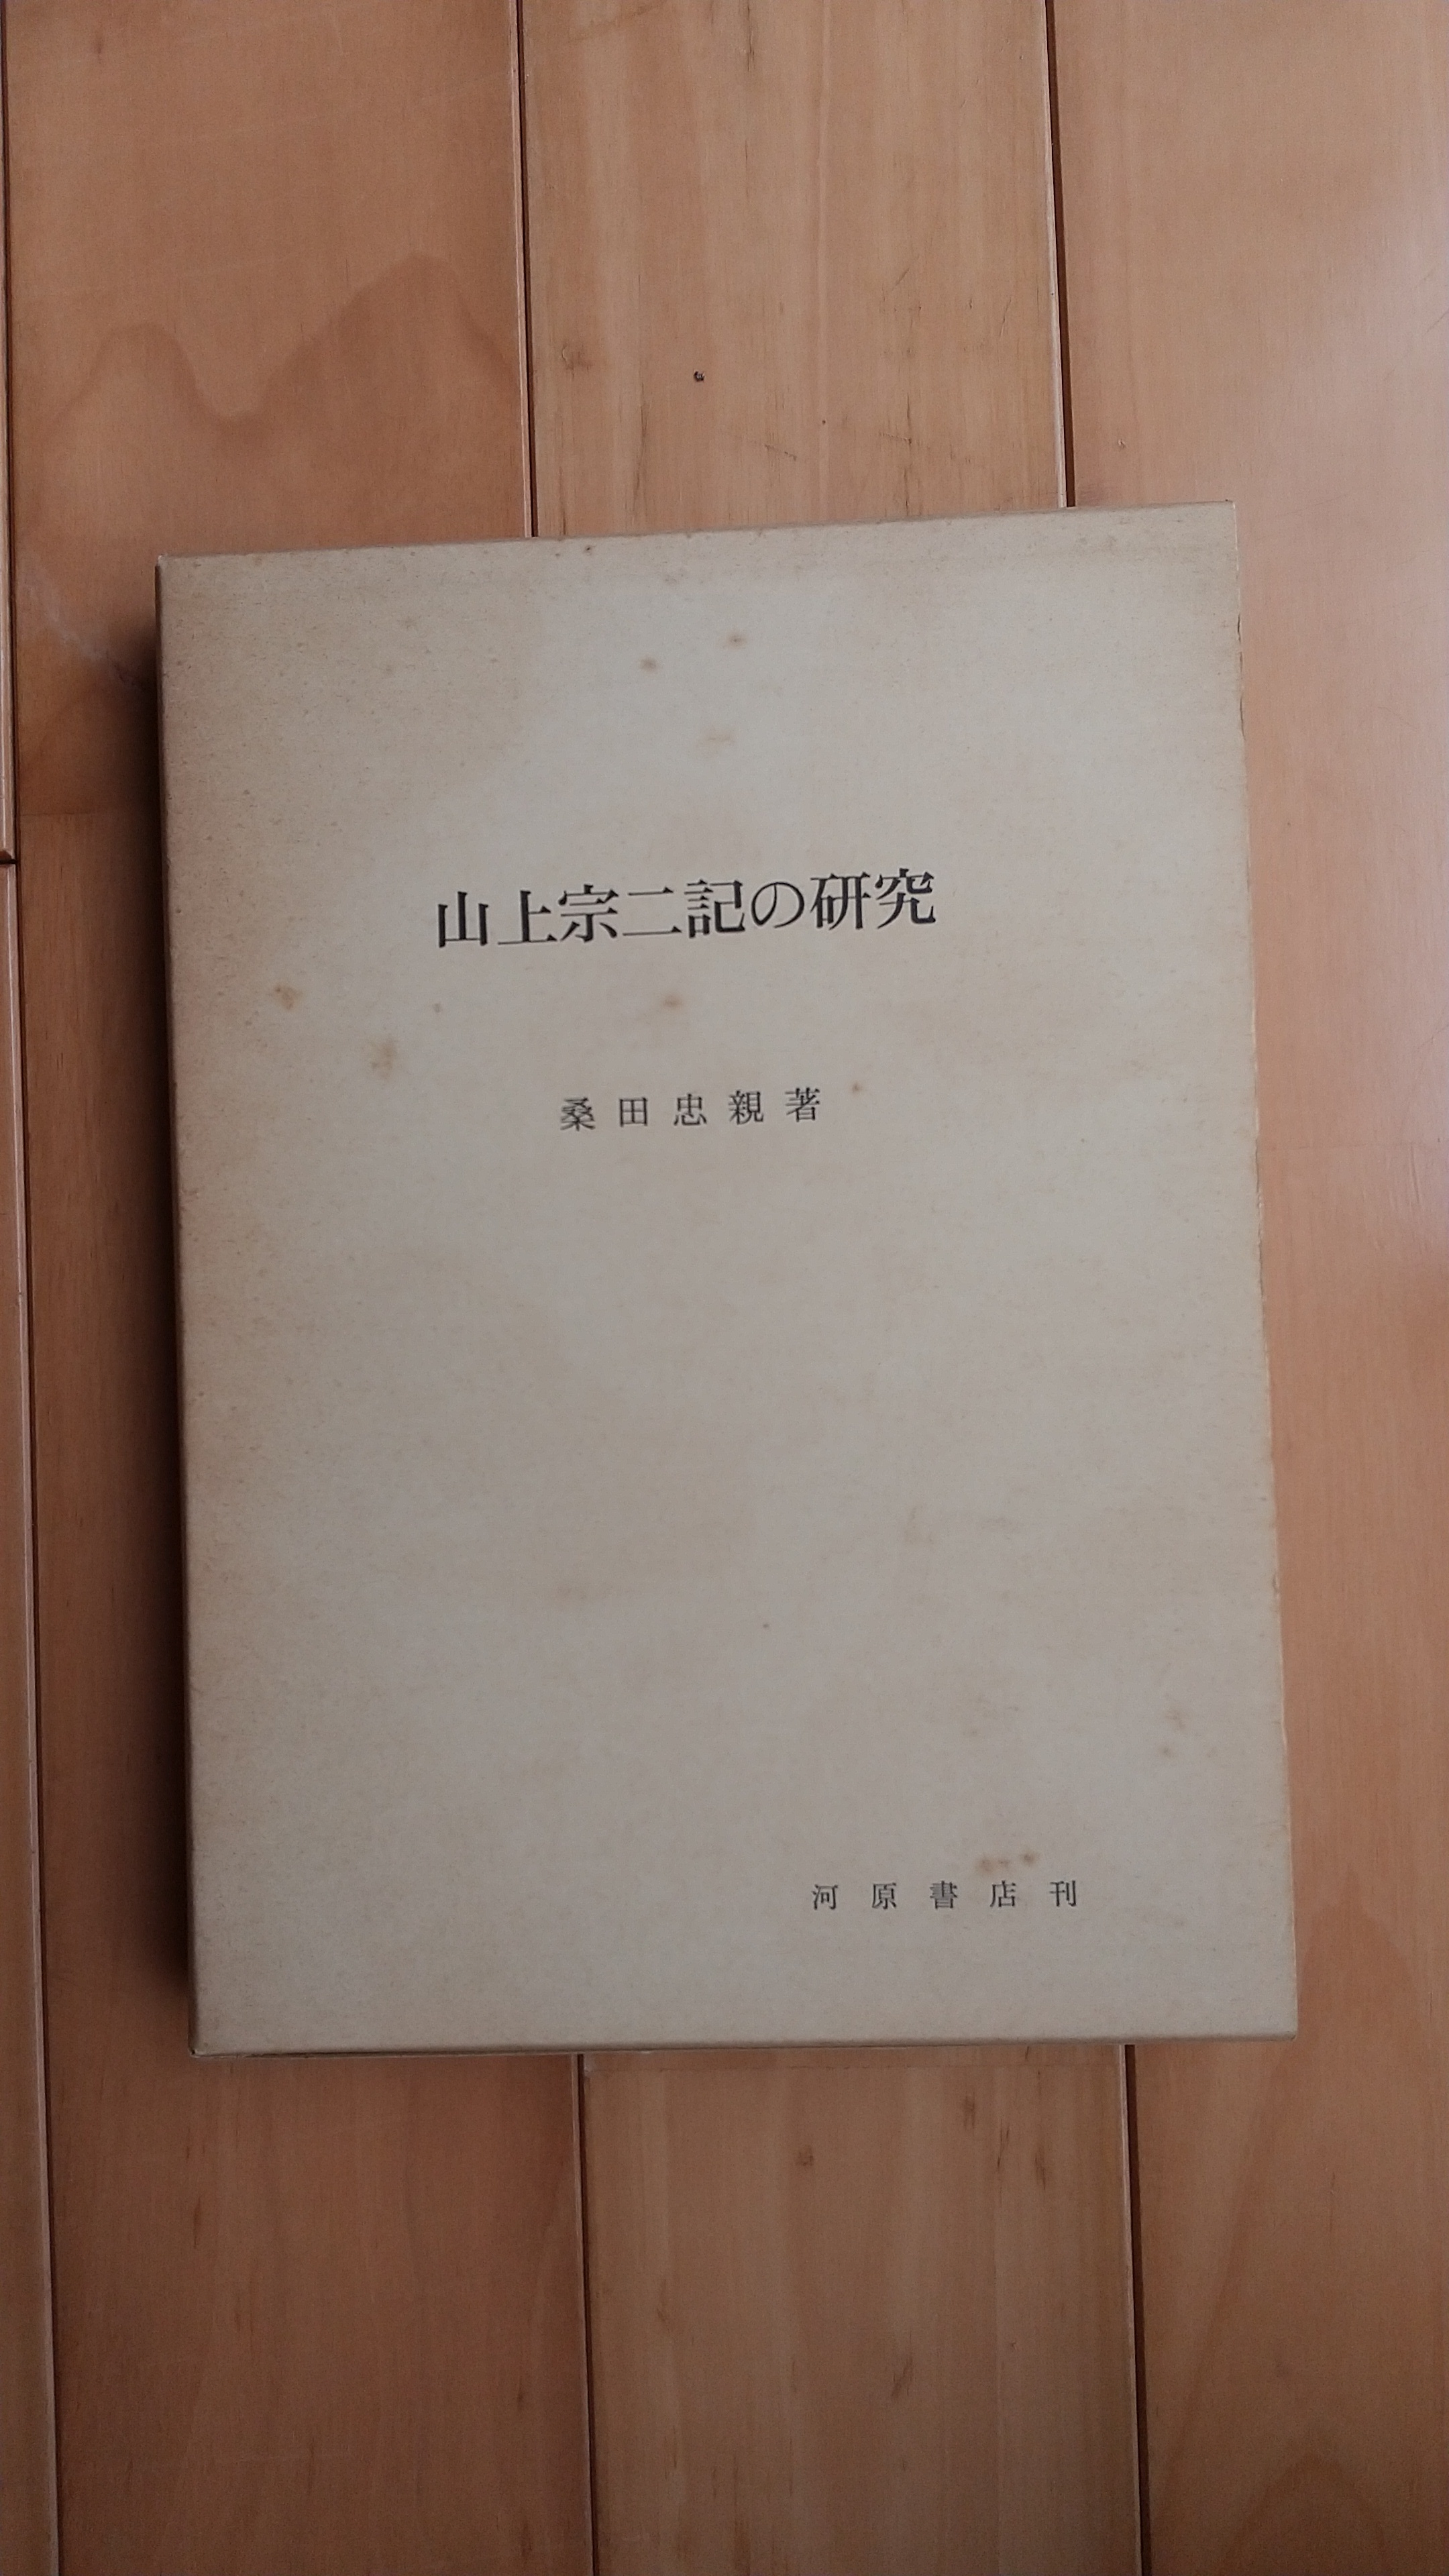 山上宗二記の研究
桑田忠親著
河原書店刊